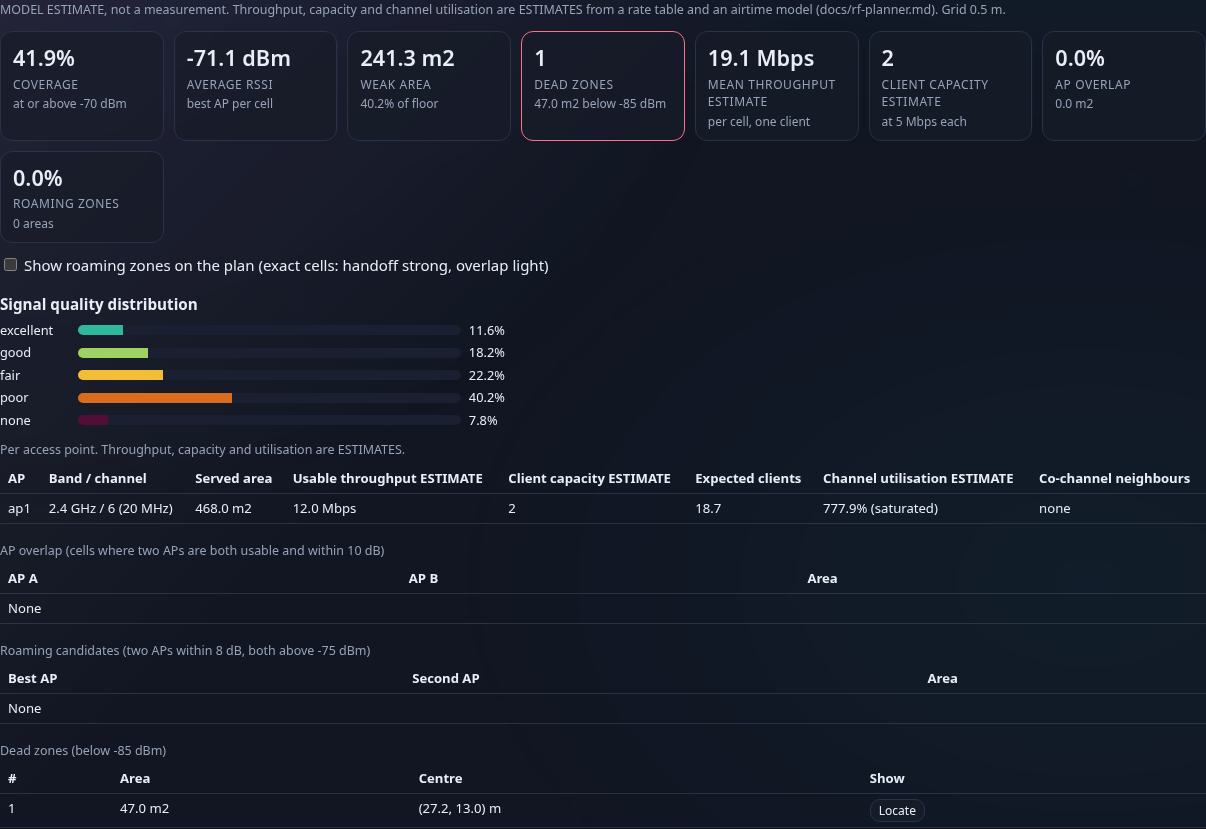 MODEL ESTIMATE, not a measurement. Throughput, capacity and channel utilisation are ESTIMATES from a rate table and an airtime model (docs/rf-planner.md). Grid 0.5 m.
41.9%
COVERAGE
at or above -70 dBm
-71.1 dBm
AVERAGE RSSI
best AP per cell
241.3 m2
WEAK AREA
40.2% of floor
1
DEAD ZONES
47.0 m2 below -85 dBm
19.1 Mbps
MEAN THROUGHPUT
ESTIMATE
per cell, one client
2
CLIENT CAPACITY
ESTIMATE
at 5 Mbps each
0.0%
AP OVERLAP
0.0 m2
0.0%
ROAMING ZONES
0 areas
Show roaming zones on the plan (exact cells: handoff strong, overlap light)
Signal quality distribution
excellent 11.6%
good 18.2%
fair 22.2%
poor 40.2%
none 7.8%
Per access point. Throughput, capacity and utilisation are ESTIMATES.
AP Band / channel Served area Usable throughput ESTIMATE Client capacity ESTIMATE Expected clients Channel utilisation ESTIMATE Co-channel neighbours
ap1 2.4 GHz / 6 (20 MHz) 468.0 m2 12.0 Mbps 2 18.7 777.9% (saturated) none
AP overlap (cells where two APs are both usable and within 10 dB)
AP A AP B Area
None
Roaming candidates (two APs within 8 dB, both above -75 dBm)
Best AP Second AP Area
None
Dead zones (below -85 dBm)
# Area Centre Show
1 47.0 m2 (27.2, 13.0) m Locate